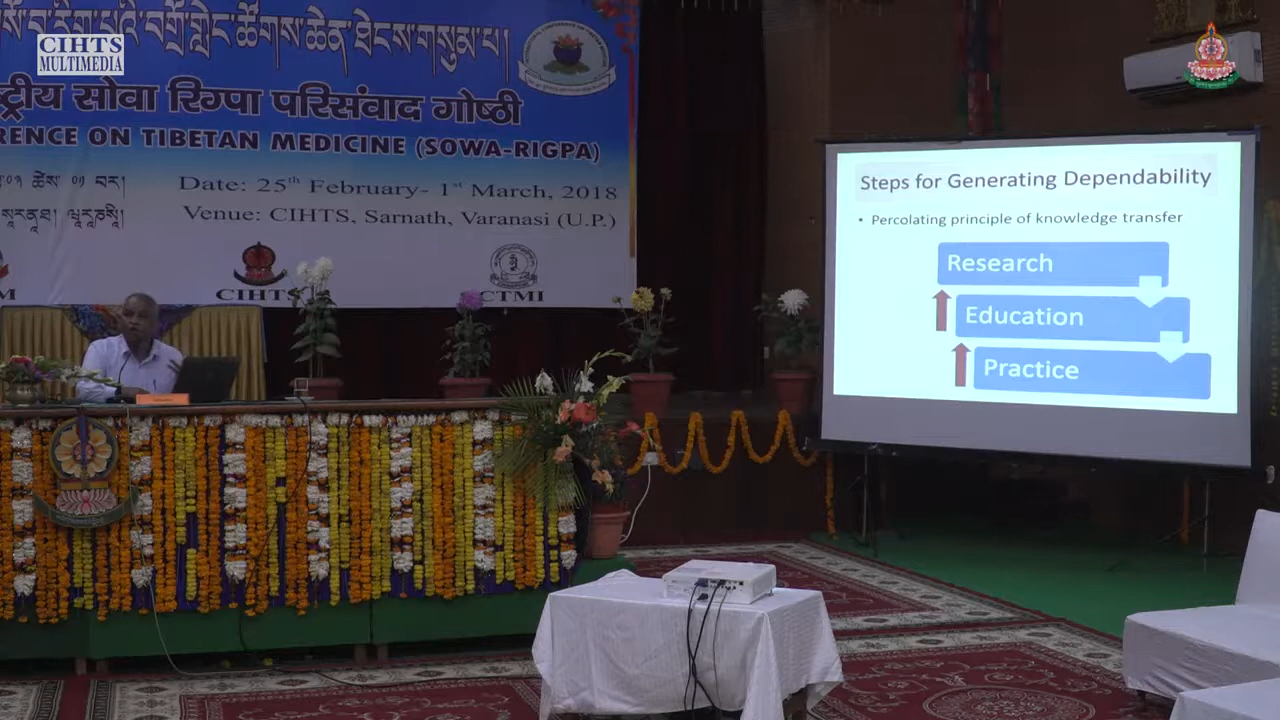 CIHTS
MULTIMEDIA
ष्ट्रीय सोवा रिग्पा परिसंवाद गोष्ठी
RENCE ON TIBETAN MEDICINE (SOWA-RIGPA)
Date: 25th February- 1st March, 2018
Venue: CIHTS, Sarnath, Varanasi (U.P.)
M
CIHTS
CTMI
Steps for Generating Dependability
• Percolating principle of knowledge transfer
Research
Education
Practice